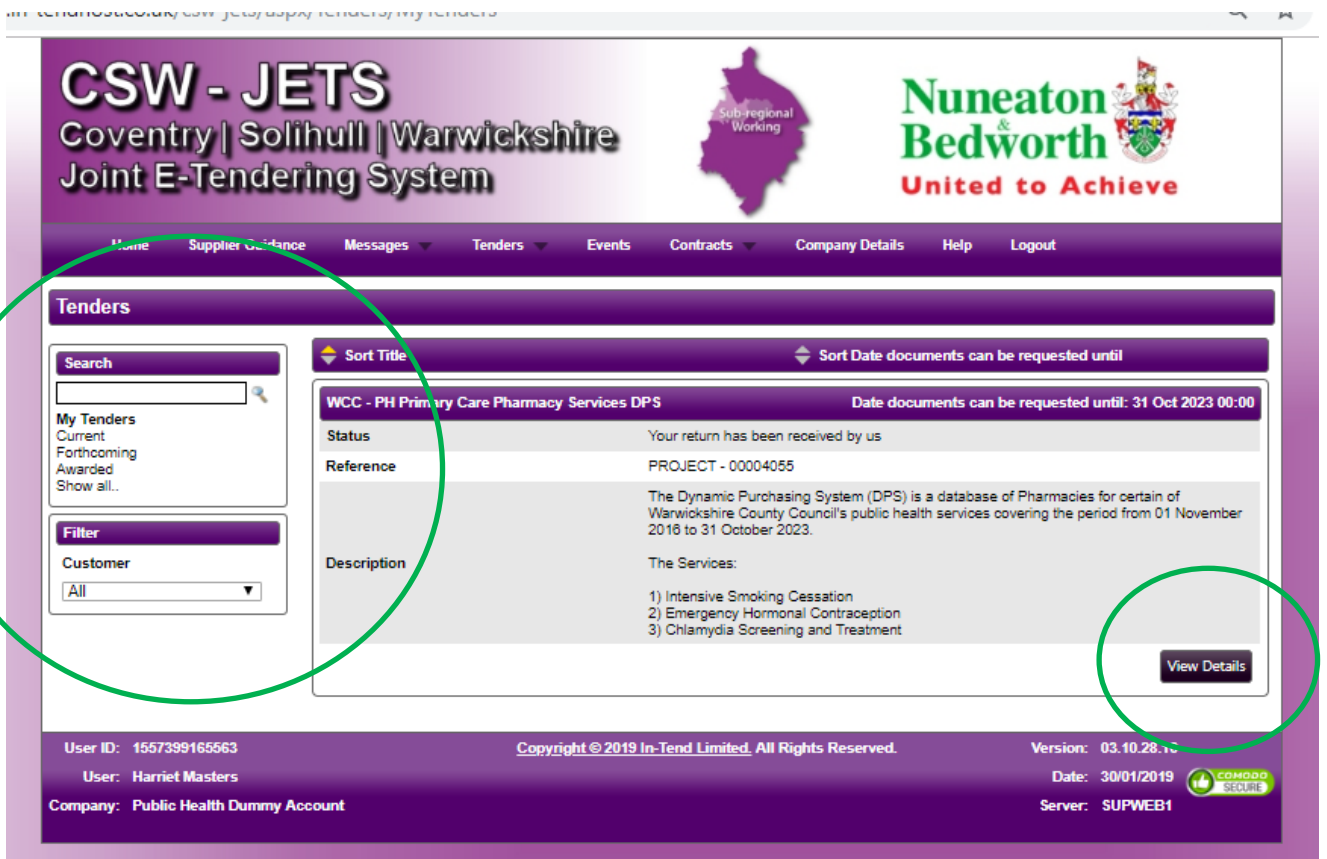 CSW - JETS
Coventry | Solihull | Warwickshire
Joint E-Tendering System
Sub-regional
Working
Nuneaton
&
Bedworth
United to Achieve
Home Supplier Guidance Messages Tenders Events Contracts Company Details Help Logout
Tenders
Search
My Tenders
Current
Forthcoming
Awarded
Show all..
Filter
Customer
All
Sort Title Sort Date documents can be requested until
WCC - PH Primary Care Pharmacy Services DPS Date documents can be requested until: 31 Oct 2023 00:00
Status Your return has been received by us
Reference PROJECT - 00004055
Description
The Dynamic Purchasing System (DPS) is a database of Pharmacies for certain of
Warwickshire County Council's public health services covering the period from 01 November
2016 to 31 October 2023.
The Services:
1) Intensive Smoking Cessation
2) Emergency Hormonal Contraception
3) Chlamydia Screening and Treatment
View Details
User ID: 1557399165563 Copyright © 2019 In-Tend Limited. All Rights Reserved. Version: 03.10.28.
User: Harriet Masters Date: 30/01/2019
COMODO
SECURE
Company: Public Health Dummy Account Server: SUPWEB1